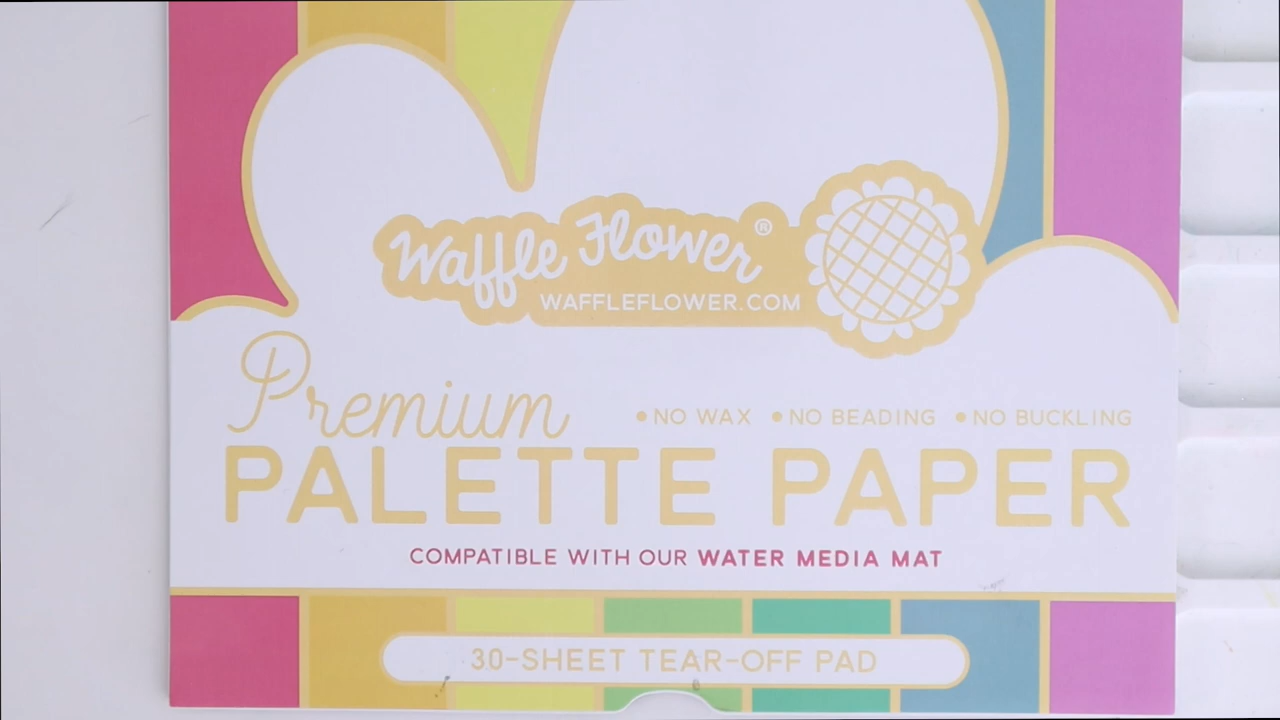 Waffle Flower®
WAFFLEFLOWER.COM
Premium
• NO WAX • NO BEADING • NO BUCKLING
PALETTE PAPER
COMPATIBLE WITH OUR WATER MEDIA MAT
30-SHEET TEAR-OFF PAD